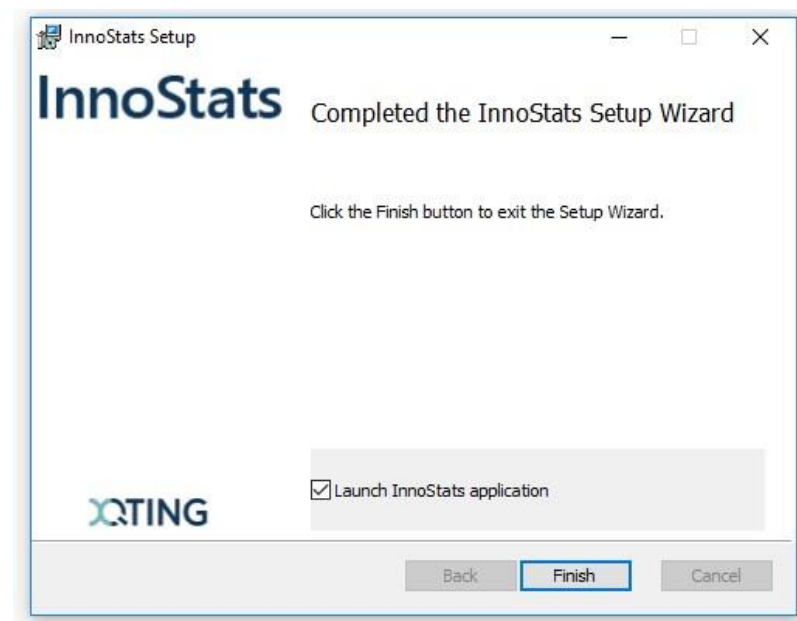 InnoStats Setup
InnoStats
Completed the InnoStats Setup Wizard
Click the Finish button to exit the Setup Wizard.
Launch InnoStats application
XQTING
Back
Finish
Cancel